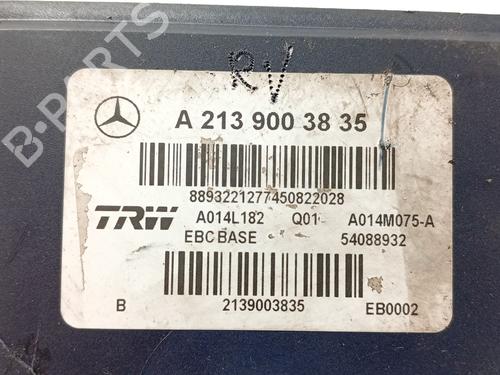 B-PARTS
RV
A 213 900 38 35
8893221277450822028
TRW A014L182 Q01 A014M075-A
EBC BASE 54088932
B 2139003835 EB0002